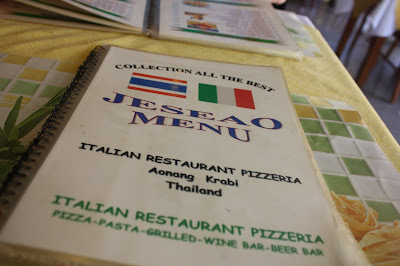 COLLECTION ALL THE BEST
JESEAO
MENU
ITALIAN RESTAURANT PIZZERIA
Aonang Krabi
Thailand
ITALIAN RESTAURANT PIZZERIA
PIZZA-PASTA-GRILLED-WINE BAR-BEER BAR